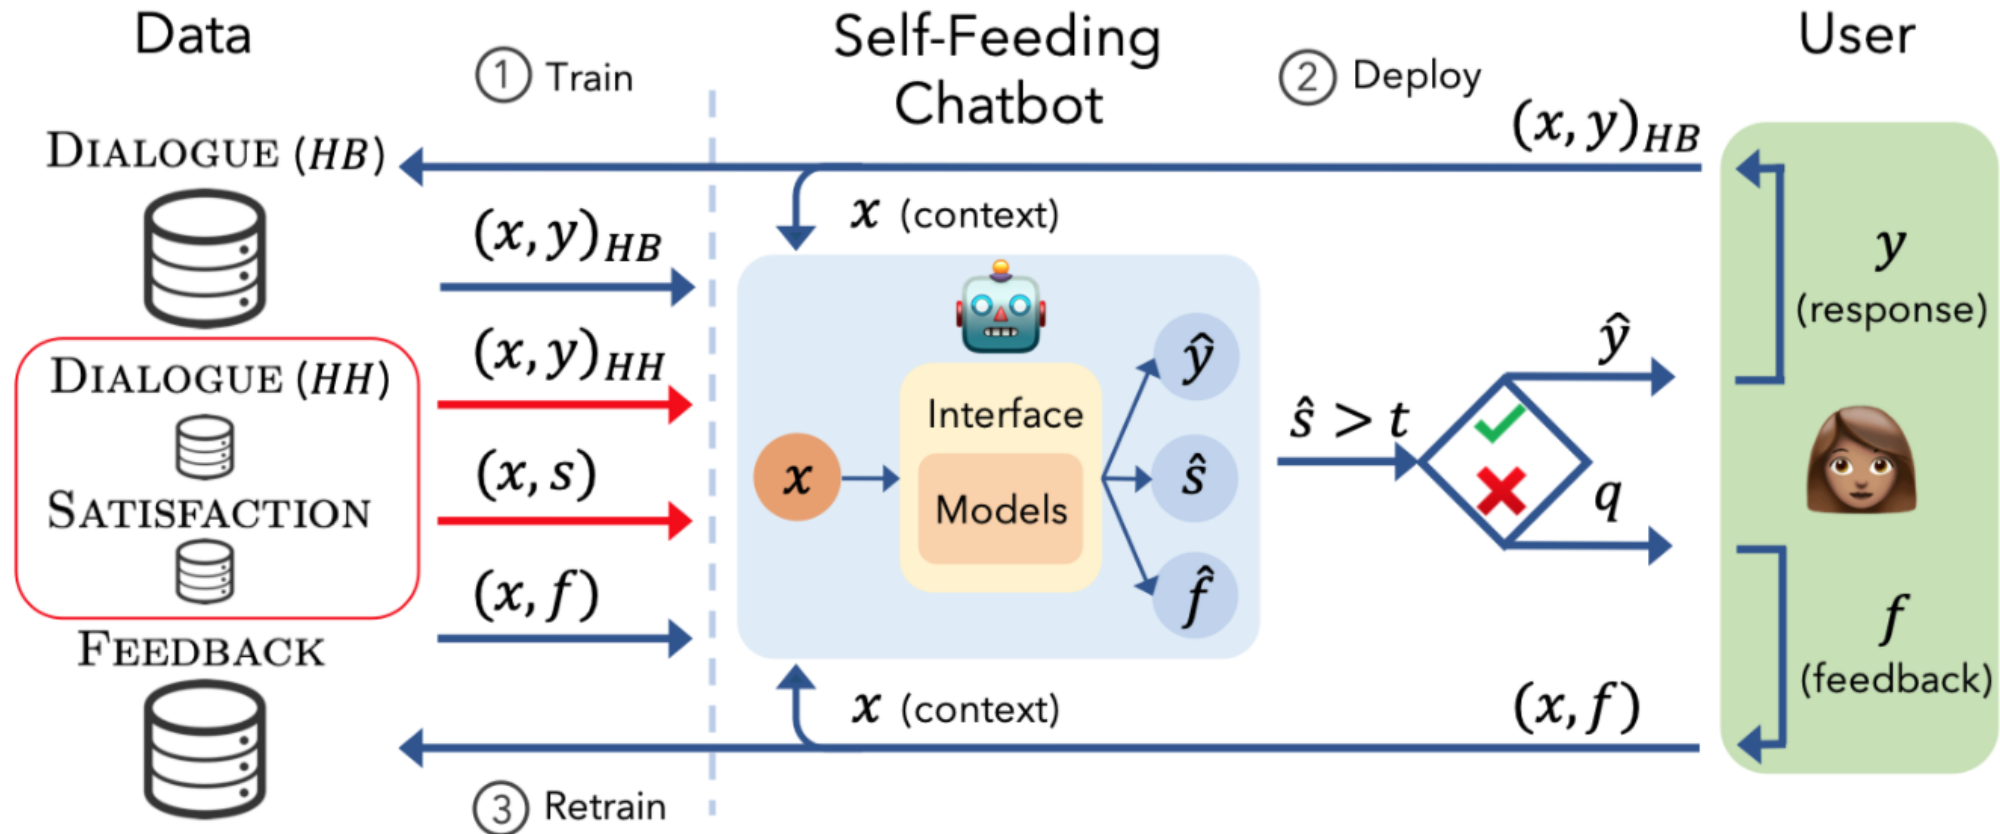 Data
① Train
Self-Feeding
Chatbot
② Deploy
User
DIALOGUE (HB)
(x, y)HB
x (context)
(x, y)HB
y
(response)
DIALOGUE (HH)
(x, y)HH
SATISFACTION
(x, s)
FEEDBACK
(x, f)
x
Interface
Models
ŷ
ŝ
f̂
ŝ > t
ŷ
q
f
(feedback)
x (context)
(x, f)
③ Retrain